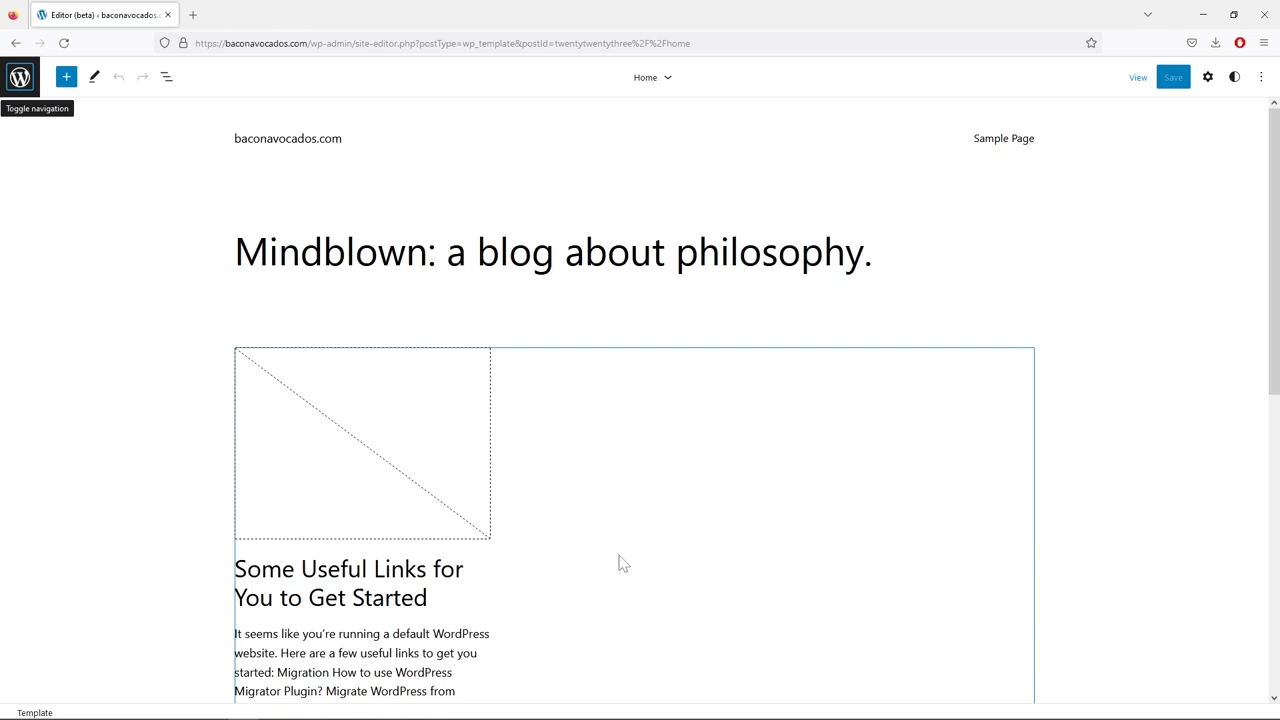 Editor (beta) ‹ baconavocados.c
https://baconavocados.com/wp-admin/site-editor.php?postType=wp_template&postId=twentytwentythree%2F%2Fhome
Home
View
Save
Toggle navigation
baconavocados.com
Sample Page
Mindblown: a blog about philosophy.
Some Useful Links for
You to Get Started
It seems like you're running a default WordPress
website. Here are a few useful links to get you
started: Migration How to use WordPress
Migrator Plugin? Migrate WordPress from
Template